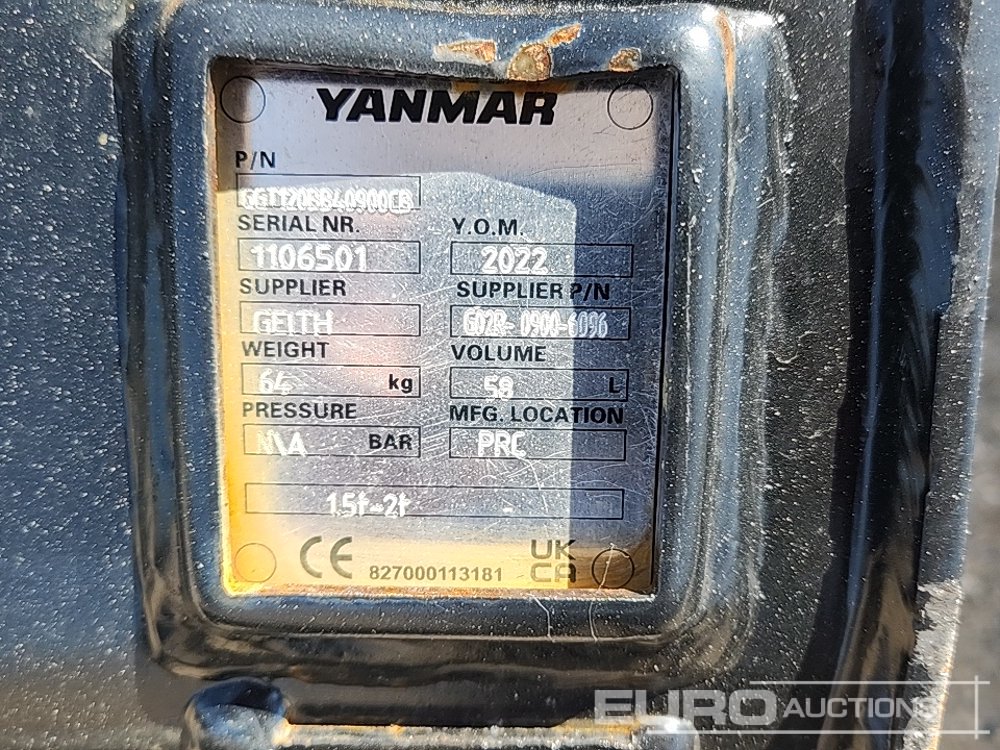 YANMAR
P/N
SERIAL NR. Y.O.M.
1106501 2022
SUPPLIER SUPPLIER P/N
GEITH G02R-0900-6096
WEIGHT VOLUME
64 kg 58 L
PRESSURE MFG. LOCATION
N\A BAR PRC
1.5t-2t -
CE UK
827000113181 CA
EURO AUCTIONS